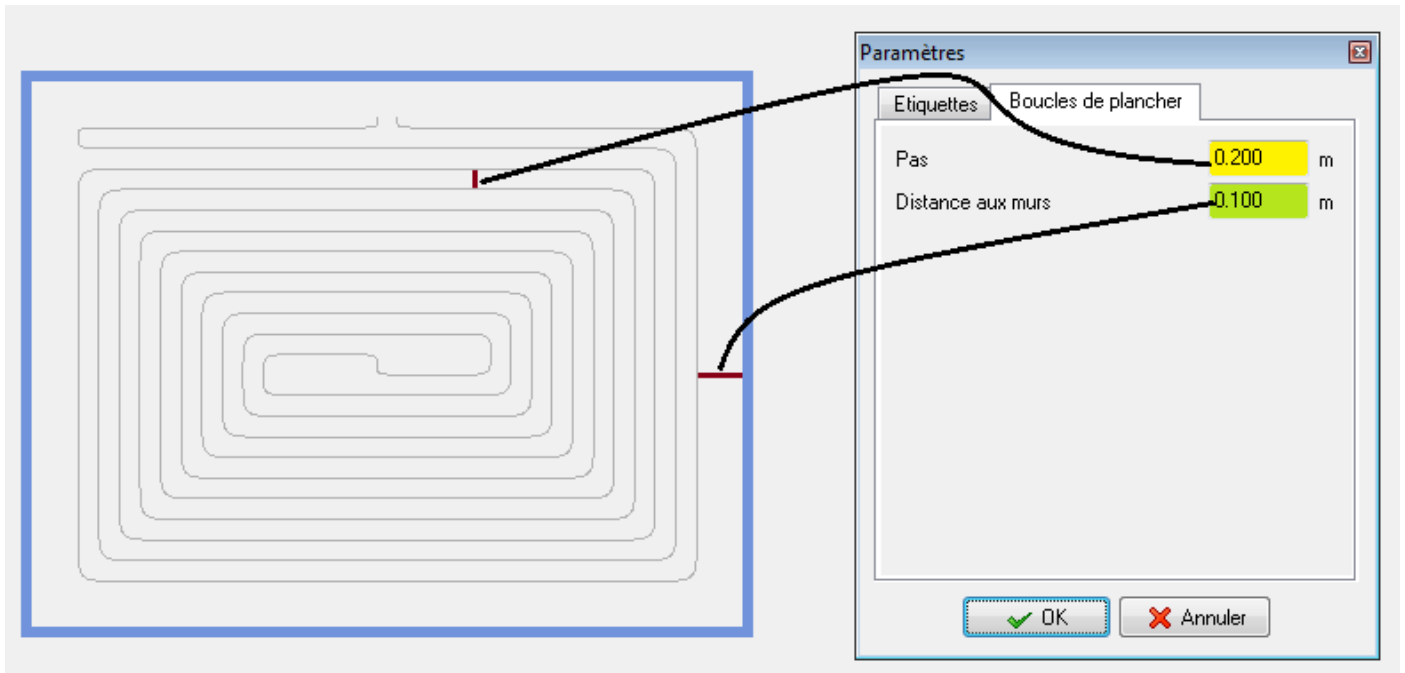 Paramètres
Etiquettes Boucles de plancher
Pas 0.200 m
Distance aux murs 0.100 m
OK Annuler